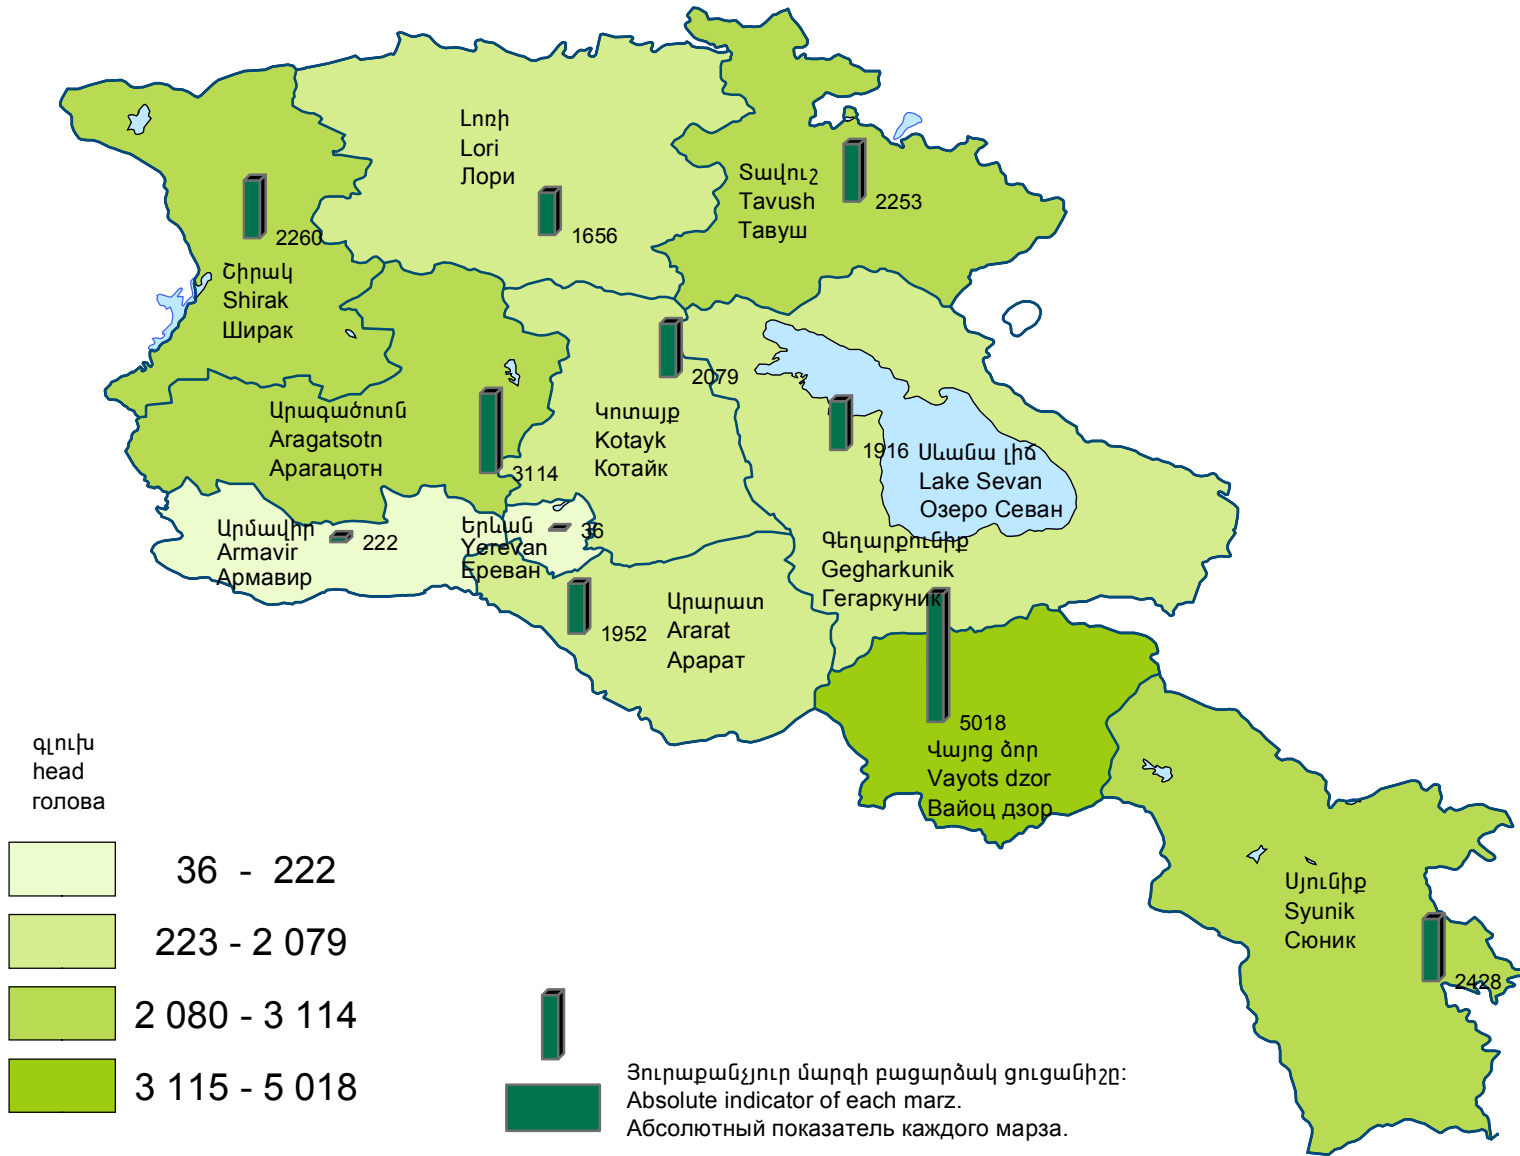 Լոռի
Lori
Лори
1656
Տավուշ
Tavush
Тавуш
2253
2260
Շիրակ
Shirak
Ширак
2079
Կոտայք
Kotayk
Котайк
Արագածոտն
Aragatsotn
Арагацотн
3114
1916
Սևանա լիճ
Lake Sevan
Озеро Севан
Արմավիր
Armavir
Армавир
222
Երևան
Yerevan
Ереван
36
Գեղարքունիք
Gegharkunik
Гегаркуник
1952
Արարատ
Ararat
Арарат
5018
Վայոց ձոր
Vayots dzor
Вайоц дзор
Սյունիք
Syunik
Сюник
2428
գլուխ
head
голова
36 - 222
223 - 2 079
2 080 - 3 114
3 115 - 5 018
Յուրաքանչյուր մարզի բացարձակ ցուցանիշը:
Absolute indicator of each marz.
Абсолютный показатель каждого марза.